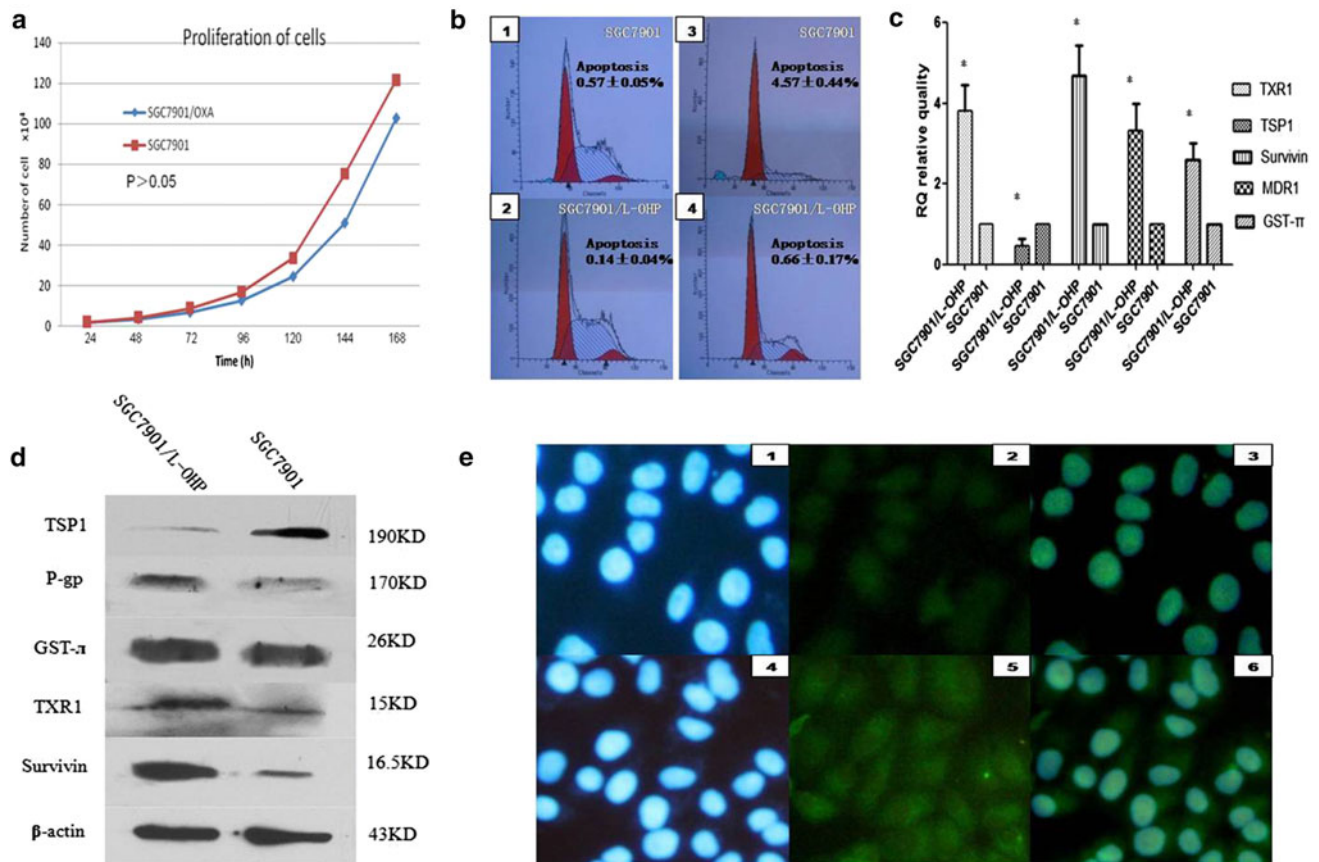 a
Proliferation of cells
Number of cell x10⁴
140
120
100
80
60
40
20
0
SGC7901/OXA
SGC7901
P>0.05
24 48 72 96 120 144 168
Time (h)
b
1
SGC7901
Apoptosis
0.57±0.05%
3
SGC7901
Apoptosis
4.57±0.44%
2
SGC7901/L-OHP
Apoptosis
0.14±0.04%
4
SGC7901/L-OHP
Apoptosis
0.66±0.17%
Number
Channels
c
RQ relative quality
6
4
2
0
* * * * *
SGC7901/L-OHP
SGC7901
SGC7901/L-OHP
SGC7901
SGC7901/L-OHP
SGC7901
SGC7901/L-OHP
SGC7901
SGC7901/L-OHP
SGC7901
TXR1
TSP1
Survivin
MDR1
GST-π
d
SGC7901/L-OHP
SGC7901
TSP1 190KD
P-gp 170KD
GST-π 26KD
TXR1 15KD
Survivin 16.5KD
β-actin 43KD
e
1
2
3
4
5
6